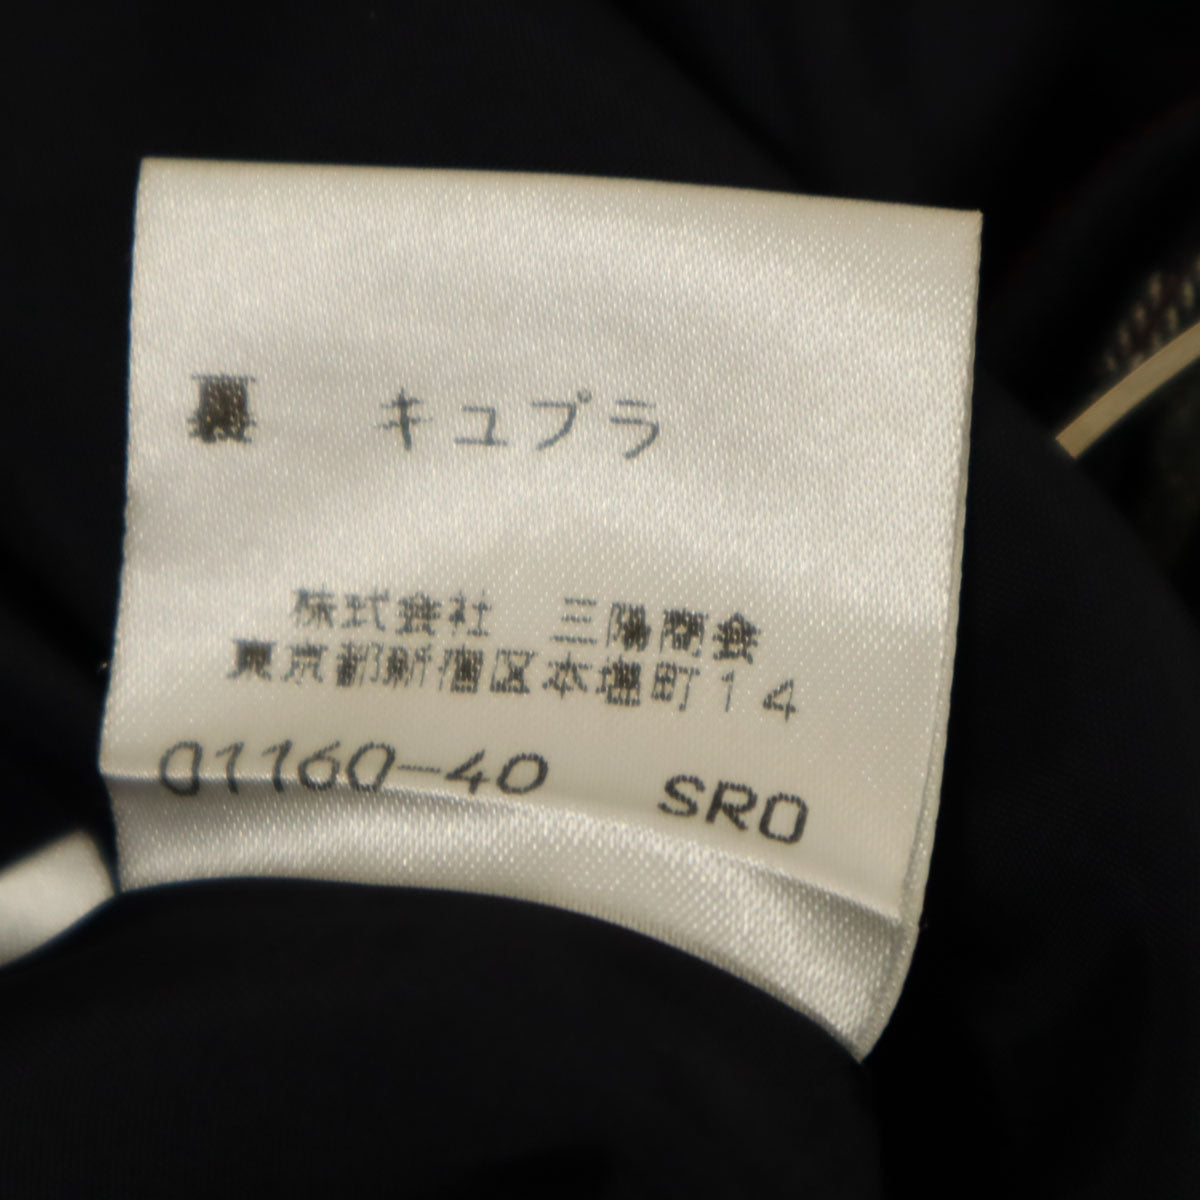 裏　キュプラ
株式会社　三陽商会
東京都新宿区本塩町１４
01160-40　SRO